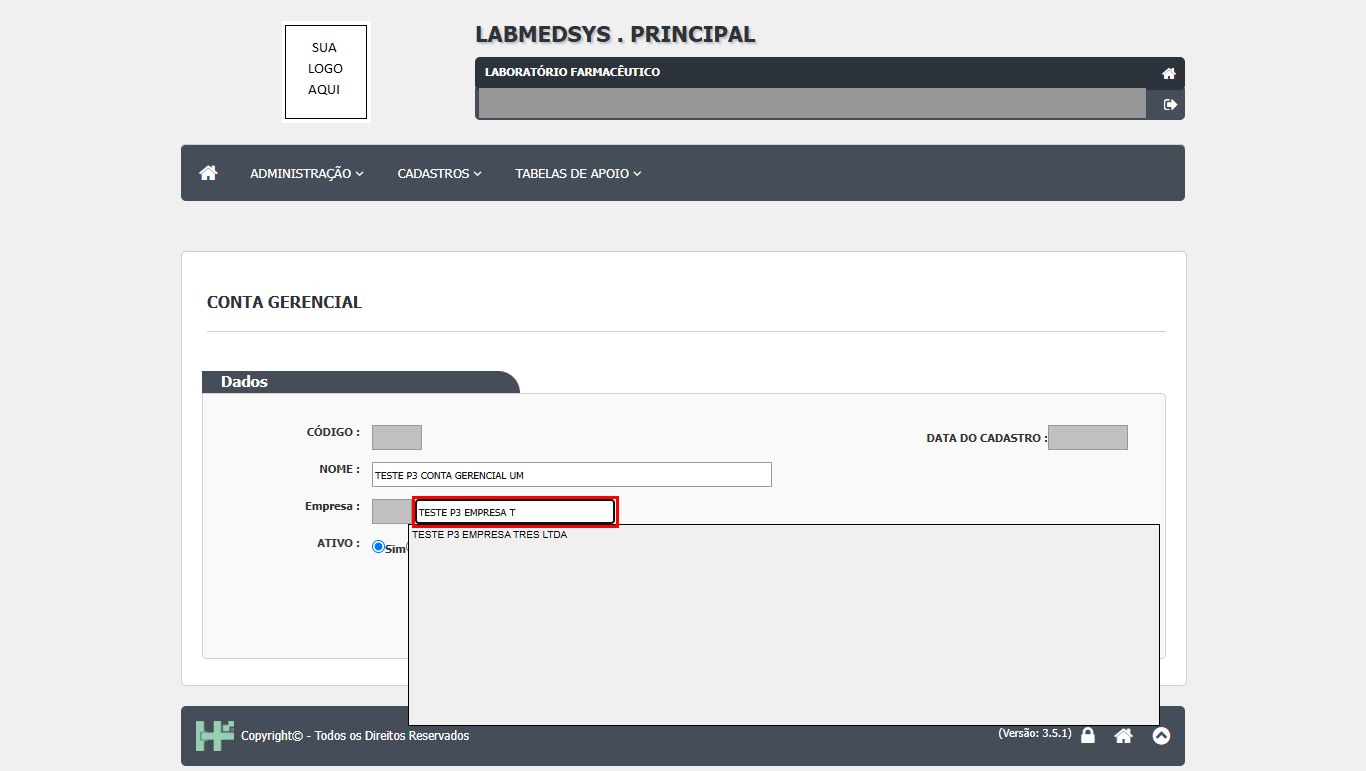 SUA
LOGO
AQUI
LABMEDSYS . PRINCIPAL
LABORATÓRIO FARMACÊUTICO
ADMINISTRAÇÃO CADASTROS TABELAS DE APOIO
CONTA GERENCIAL
Dados
CÓDIGO : DATA DO CADASTRO :
NOME : TESTE P3 CONTA GERENCIAL UM
Empresa : TESTE P3 EMPRESA T
TESTE P3 EMPRESA TRES LTDA
ATIVO : Sim
Copyright© - Todos os Direitos Reservados (Versão: 3.5.1)